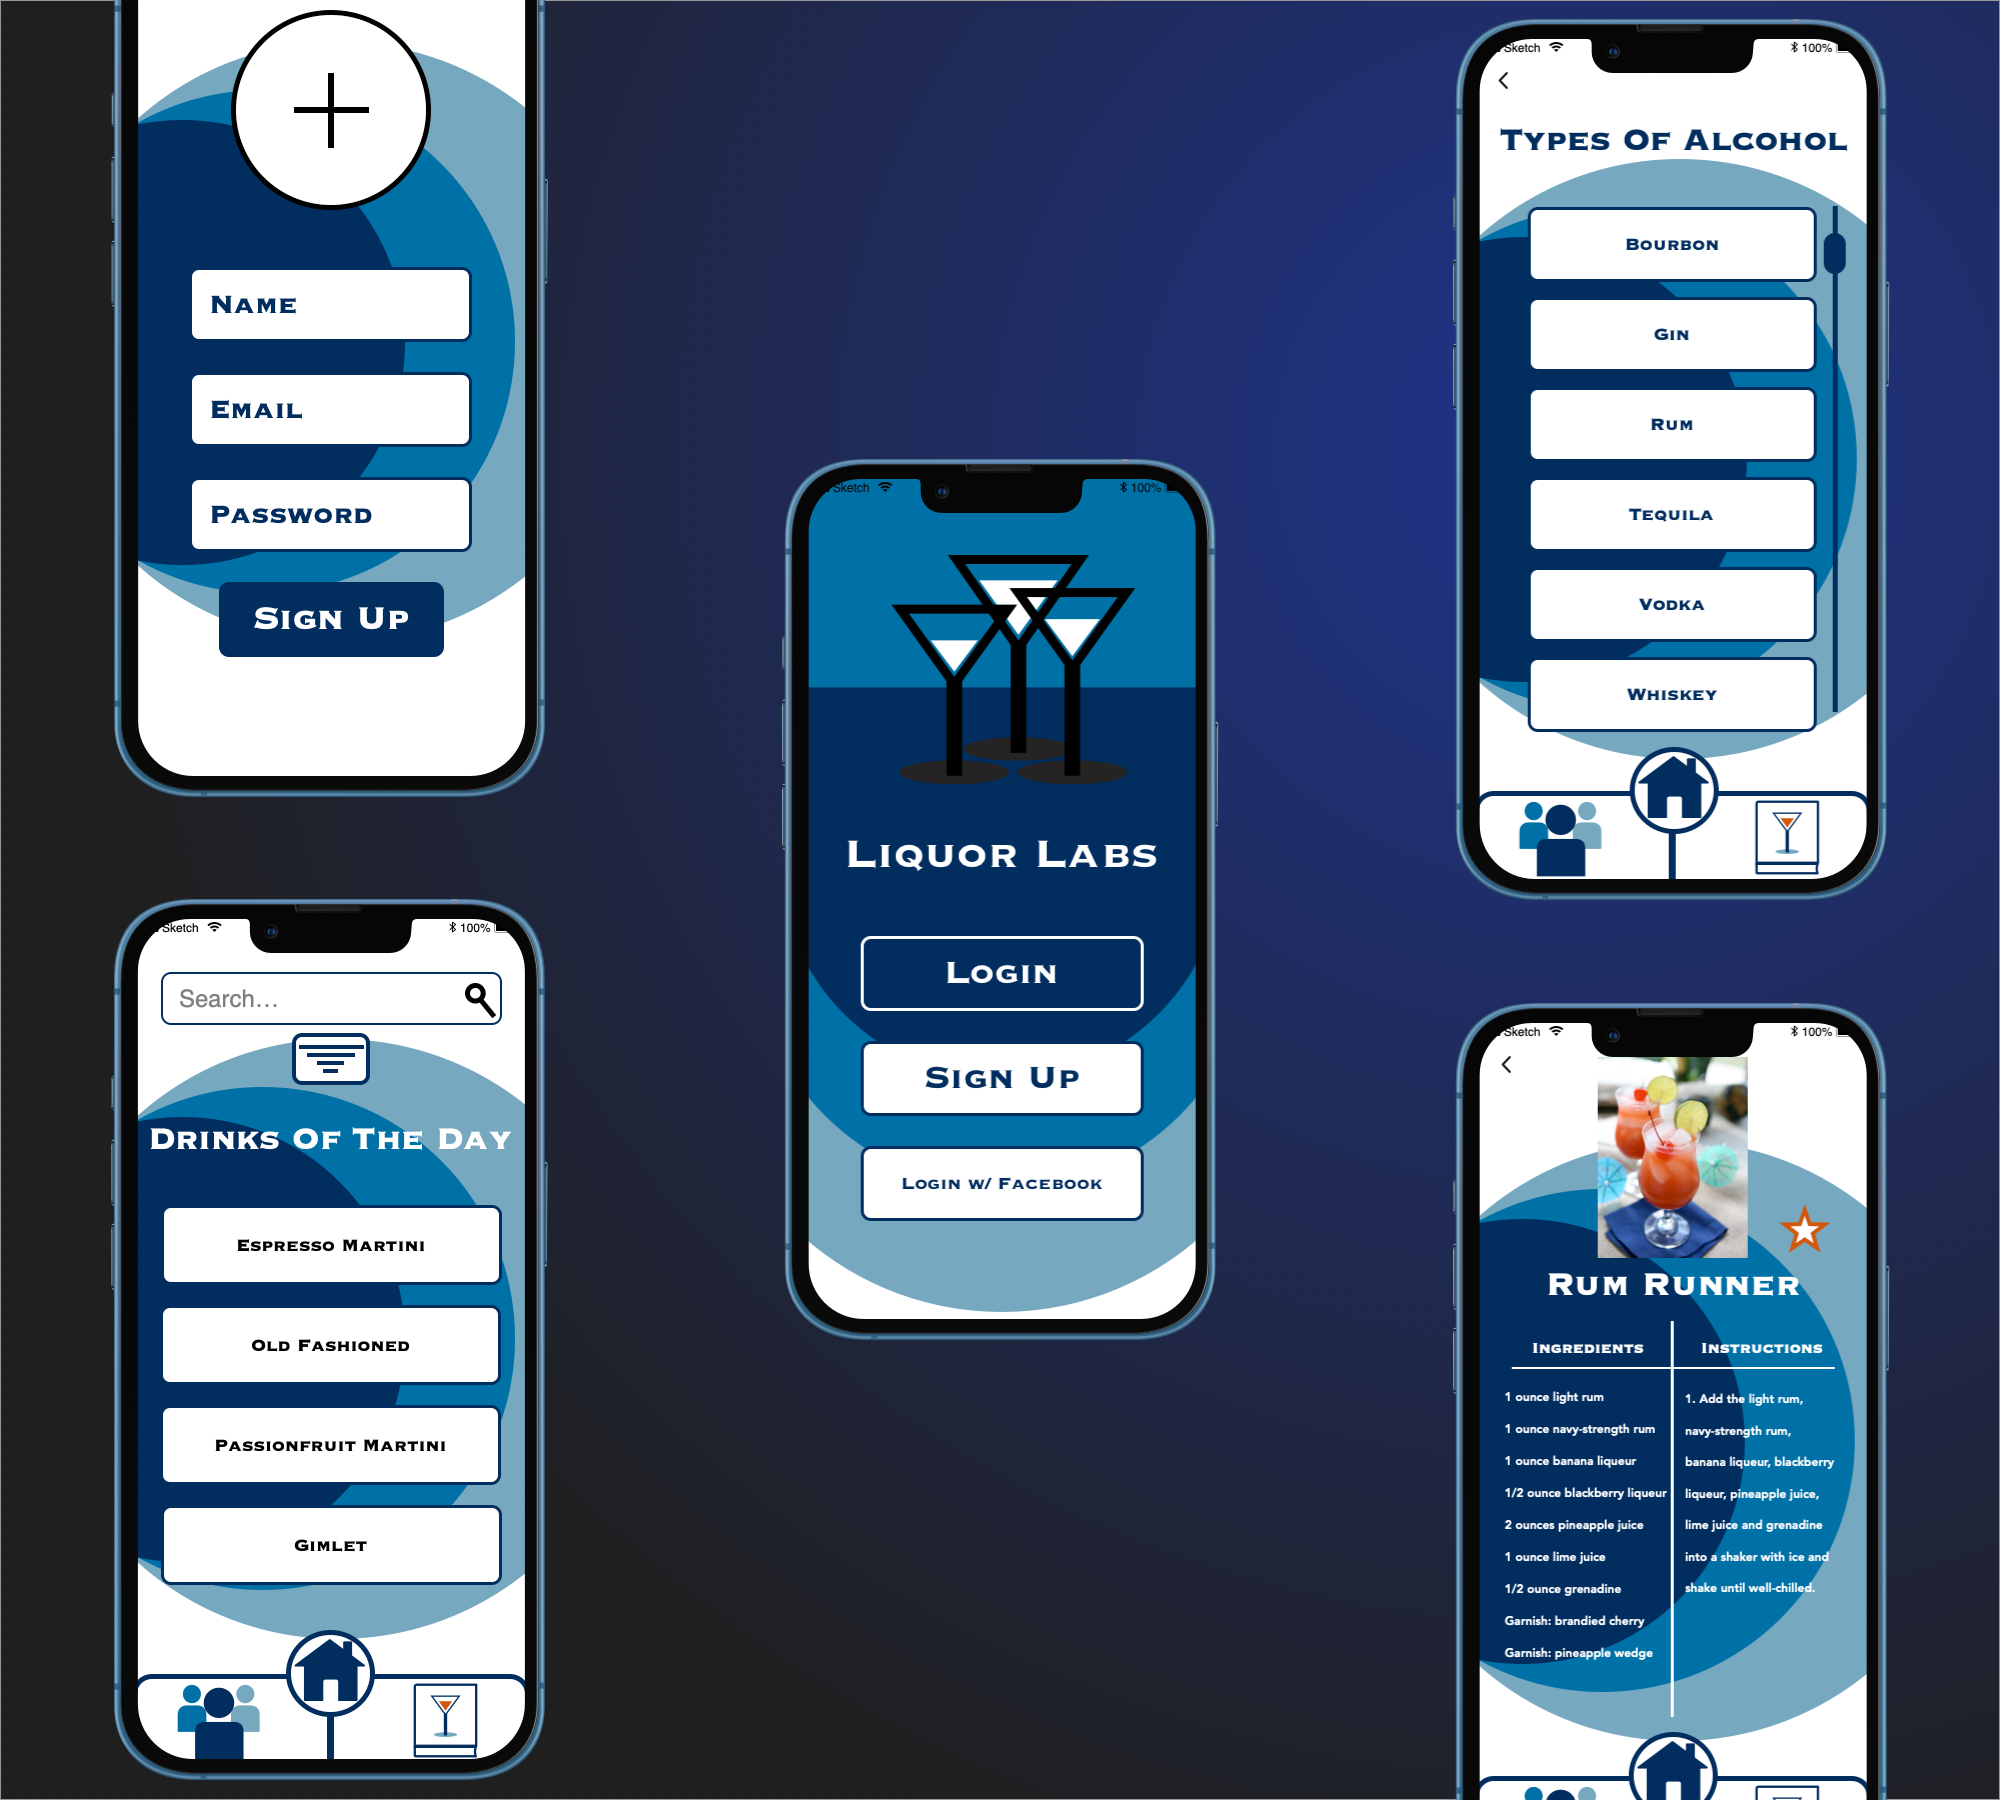 Name
Email
Password
Sign Up
Sketch
100%
Search...
Drinks Of The Day
Espresso Martini
Old Fashioned
Passionfruit Martini
Gimlet
Sketch
100%
Liquor Labs
Login
Sign Up
Login w/ Facebook
Sketch
100%
Types Of Alcohol
Bourbon
Gin
Rum
Tequila
Vodka
Whiskey
Sketch
100%
Rum Runner
Ingredients
1 ounce light rum
1 ounce navy-strength rum
1 ounce banana liqueur
1/2 ounce blackberry liqueur
2 ounces pineapple juice
1 ounce lime juice
1/2 ounce grenadine
Garnish: brandied cherry
Garnish: pineapple wedge
Instructions
1. Add the light rum,
navy-strength rum,
banana liqueur, blackberry
liqueur, pineapple juice,
lime juice and grenadine
into a shaker with ice and
shake until well-chilled.